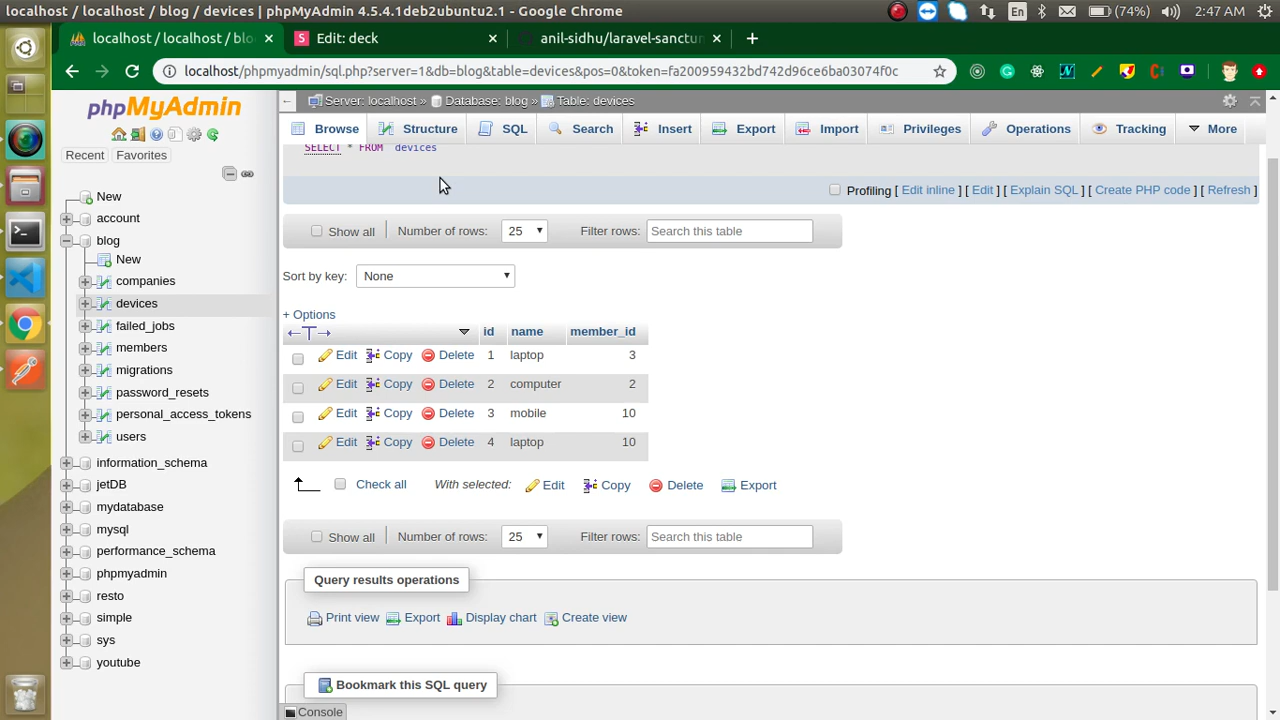 localhost / localhost / blog / devices | phpMyAdmin 4.5.4.1deb2ubuntu2.1 - Google Chrome
En (74%) 2:47 AM
localhost / localhost / blo × Edit: deck × anil-sidhu/laravel-sanctun × +
localhost/phpmyadmin/sql.php?server=1&db=blog&table=devices&pos=0&token=fa200959432bd742d96ce6ba03074f0c
phpMyAdmin
Recent Favorites
New
account
blog
New
companies
devices
failed_jobs
members
migrations
password_resets
personal_access_tokens
users
information_schema
jetDB
mydatabase
mysql
performance_schema
phpmyadmin
resto
simple
sys
youtube
Server: localhost » Database: blog » Table: devices
Browse Structure SQL Search Insert Export Import Privileges Operations Tracking More
SELECT * FROM `devices`
Profiling [ Edit inline ] [ Edit ] [ Explain SQL ] [ Create PHP code ] [ Refresh ]
Show all Number of rows: 25 Filter rows: Search this table
Sort by key: None
+ Options
id name member_id
Edit Copy Delete 1 laptop 3
Edit Copy Delete 2 computer 2
Edit Copy Delete 3 mobile 10
Edit Copy Delete 4 laptop 10
Check all With selected: Edit Copy Delete Export
Show all Number of rows: 25 Filter rows: Search this table
Query results operations
Print view Export Display chart Create view
Bookmark this SQL query
Console